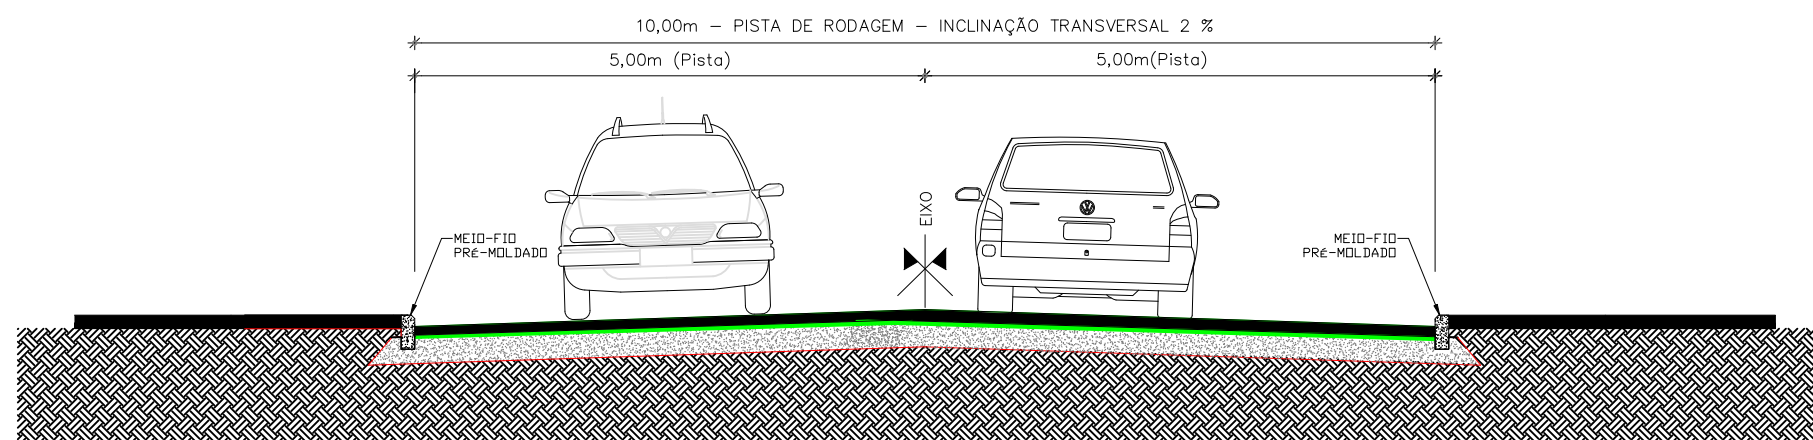 10,00m – PISTA DE RODAGEM – INCLINAÇÃO TRANSVERSAL 2 %
5,00m (Pista)
5,00m(Pista)
EIXO
MEIO-FIO
PRÉ-MOLDADO
MEIO-FIO
PRÉ-MOLDADO